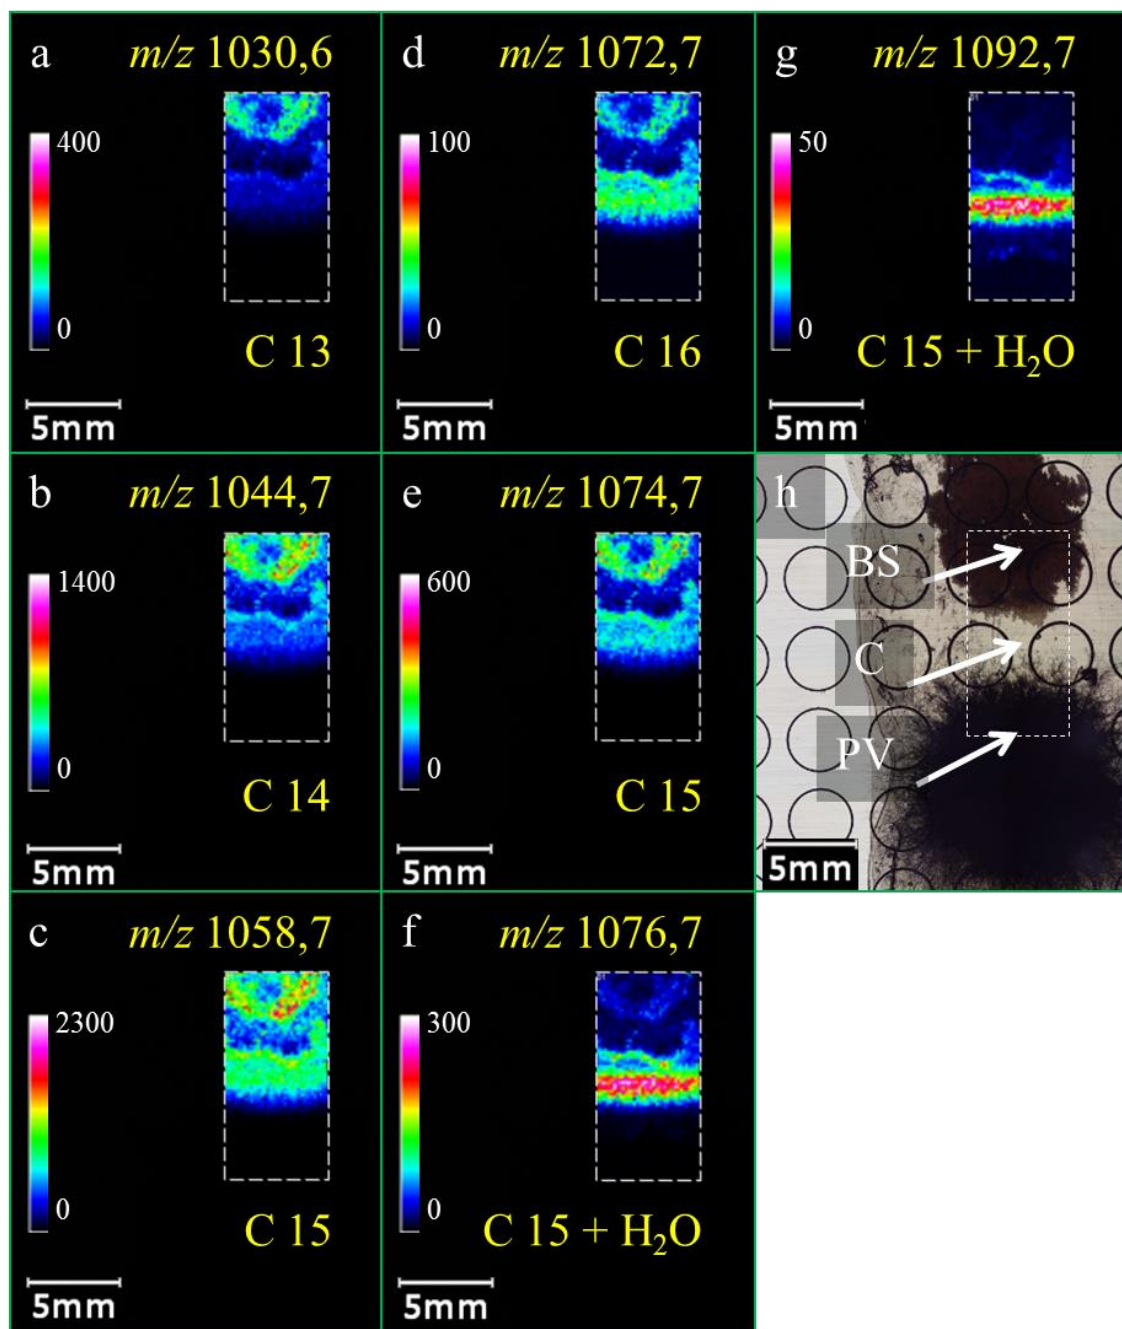 a
m/z 1030,6
400
0
C 13
5mm
d
m/z 1072,7
100
0
C 16
5mm
g
m/z 1092,7
50
0
C 15 + H₂O
5mm
b
m/z 1044,7
1400
0
C 14
5mm
e
m/z 1074,7
600
0
C 15
5mm
h
BS
C
PV
5mm
c
m/z 1058,7
2300
0
C 15
5mm
f
m/z 1076,7
300
0
C 15 + H₂O
5mm